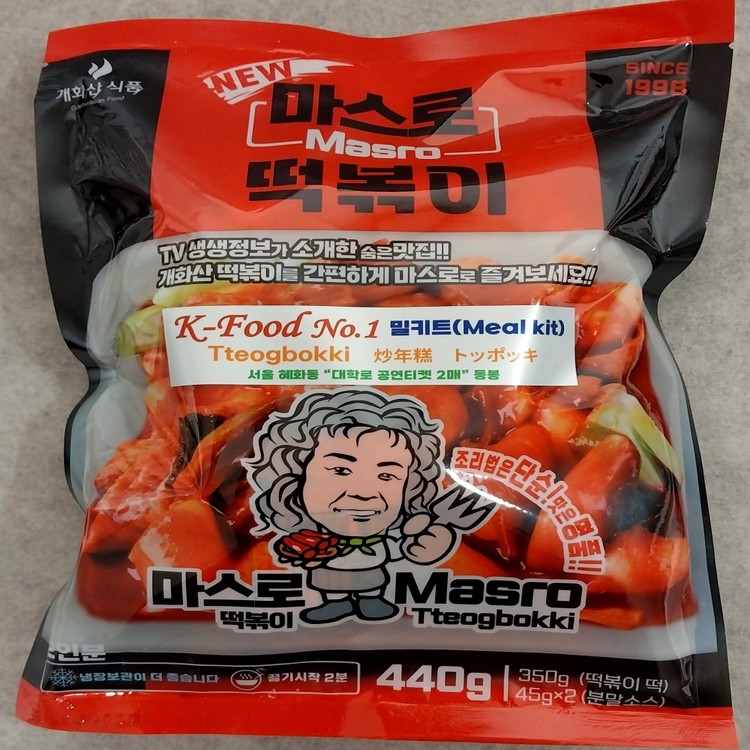 개화산 식품
NEW
SINCE
1998
마스로
Masro
떡볶이
TV 생생정보가 소개한 숨은맛집!!
개화산 떡볶이를 간편하게 마스로로 즐겨보세요!!
K-Food No.1 밀키트(Meal kit)
Tteogbokki 炒年糕 トッポッキ
서울 혜화동 “대학로 공연티켓 2매” 동봉
조리법은 단순! 맛은 명품!!
마스로
떡볶이
Masro
Tteogbokki
인분
냉장보관이 더 좋습니다
끓기시작 2분
440g
350g (떡볶이 떡)
45g×2 (분말소스)